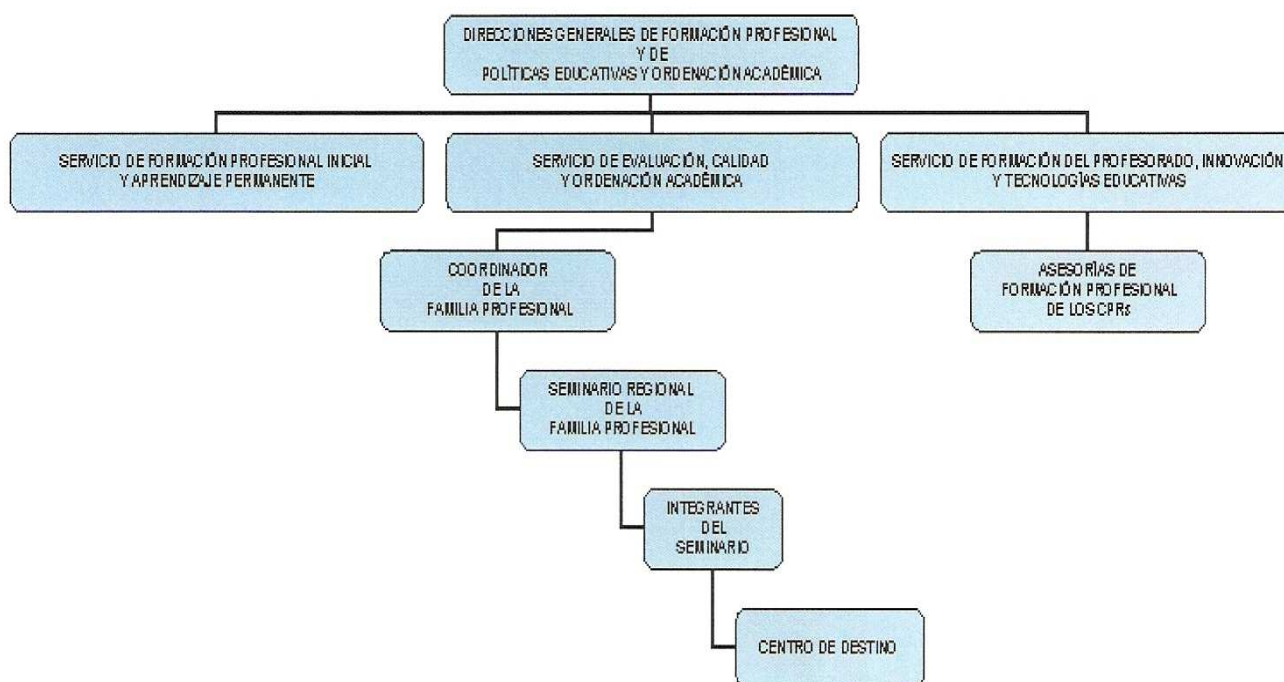 DIRECCIONES GENERALES DE FORMACIÓN PROFESIONAL
Y DE
POLÍTICAS EDUCATIVAS Y ORDENACIÓN ACADÉMICA
SERVICIO DE FORMACIÓN PROFESIONAL INICIAL
Y APRENDIZAJE PERMANENTE
SERVICIO DE EVALUACIÓN, CALIDAD
Y ORDENACIÓN ACADÉMICA
SERVICIO DE FORMACIÓN DEL PROFESORADO, INNOVACIÓN
Y TECNOLOGÍAS EDUCATIVAS
COORDINADOR
DE LA
FAMILIA PROFESIONAL
ASESORÍAS DE
FORMACIÓN PROFESIONAL
DE LOS CPRs
SEMINARIO REGIONAL
DE LA
FAMILIA PROFESIONAL
INTEGRANTES
DEL
SEMINARIO
CENTRO DE DESTINO